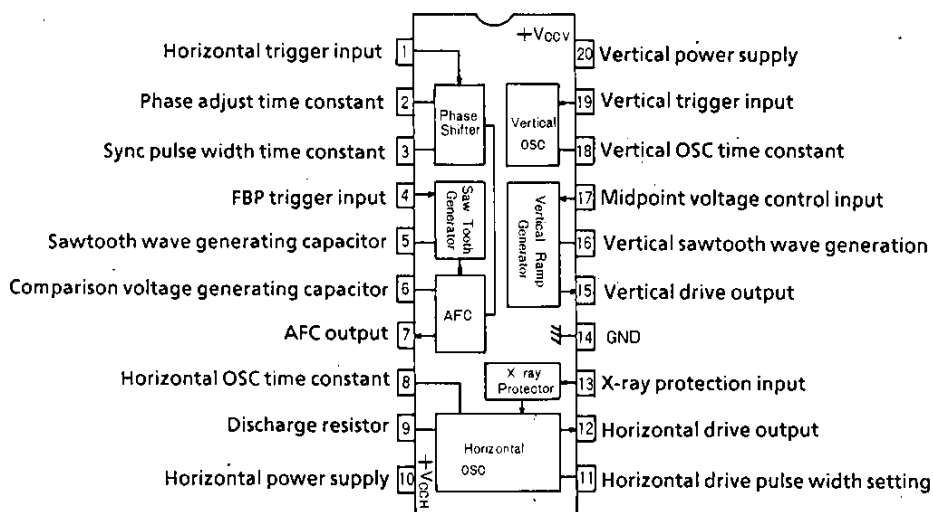 Horizontal trigger input 1
Phase adjust time constant 2
Sync pulse width time constant 3
FBP trigger input 4
Sawtooth wave generating capacitor 5
Comparison voltage generating capacitor 6
AFC output 7
Horizontal OSC time constant 8
Discharge resistor 9
Horizontal power supply 10
+VCCH
Phase
Shifter
Saw Tooth
Generator
AFC
Horizontal
OSC
X ray
Protector
Vertical
OSC
Vertical Ramp
Generator
+VCCV
20 Vertical power supply
19 Vertical trigger input
18 Vertical OSC time constant
17 Midpoint voltage control input
16 Vertical sawtooth wave generation
15 Vertical drive output
14 GND
13 X-ray protection input
12 Horizontal drive output
11 Horizontal drive pulse width setting